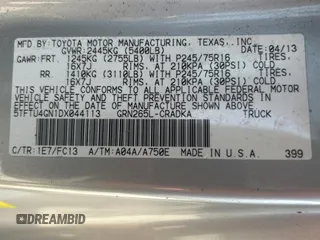 MFD. BY: TOYOTA MOTOR MANUFACTURING, TEXAS, INC.
GVWR: 2445KG (5400LB) DATE: 04/13
GAWR: FRT. 1245KG (2755LB) WITH P245/75R16 TIRES,
16X7J RIMS, AT 210KPA (30PSI) COLD
RR. 1410KG (3110LB) WITH P245/75R16 TIRES,
16X7J RIMS, AT 210KPA (30PSI) COLD
THIS VEHICLE CONFORMS TO ALL APPLICABLE FEDERAL MOTOR
VEHICLE SAFETY AND THEFT PREVENTION STANDARDS IN EFFECT
ON THE DATE OF MANUFACTURE SHOWN ABOVE.
5TFTU4GN1DX044113 GRN265L-CRADKA TRUCK
C/TR: 1E7/FC13 A/TM: A04A/A750E MADE IN U.S.A. 399
DREAMBID